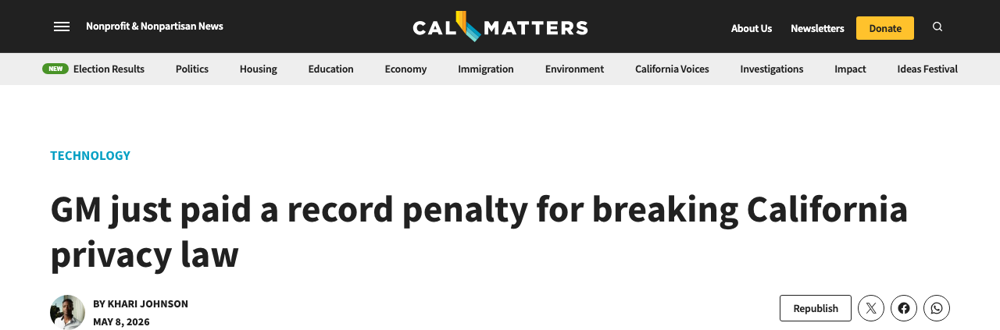 Nonprofit & Nonpartisan News
CAL MATTERS
About Us
Newsletters
Donate
NEW
Election Results
Politics
Housing
Education
Economy
Immigration
Environment
California Voices
Investigations
Impact
Ideas Festival
TECHNOLOGY
GM just paid a record penalty for breaking California
privacy law
BY KHARI JOHNSON
MAY 8, 2026
Republish